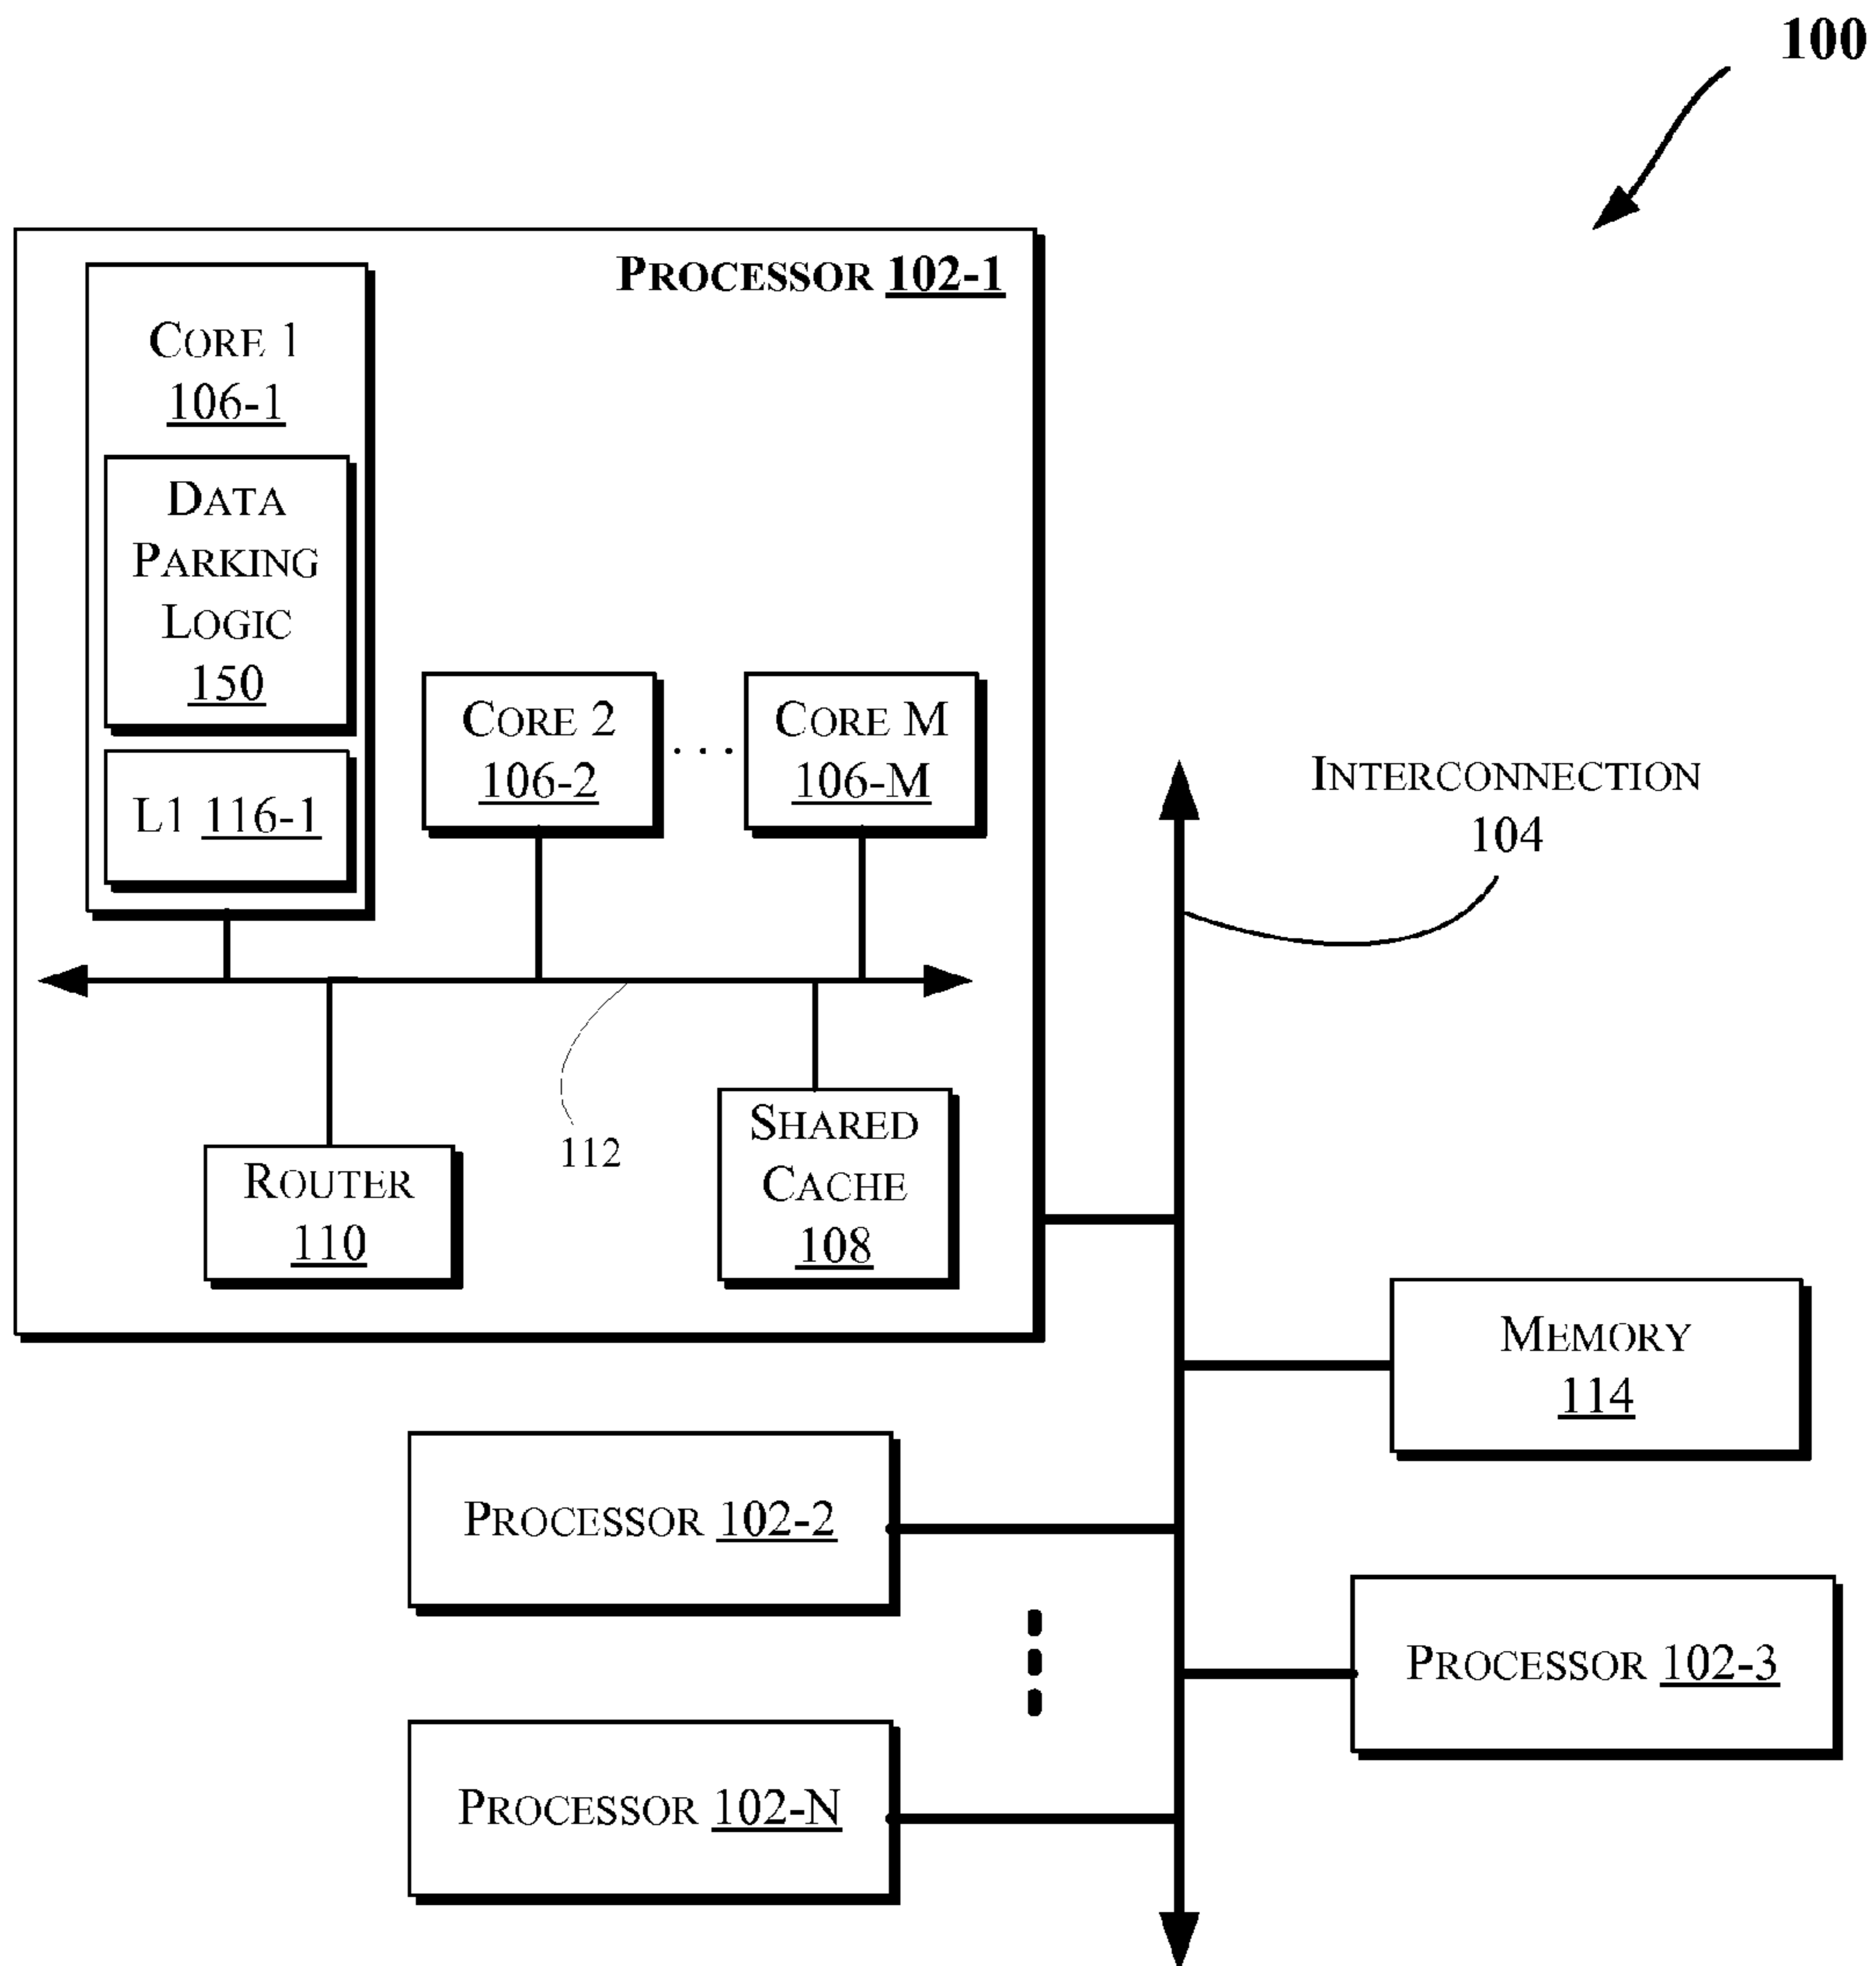 100
PROCESSOR 102-1
CORE 1
106-1
DATA
PARKING
LOGIC
150
L1 116-1
CORE 2
106-2
. . .
CORE M
106-M
INTERCONNECTION
104
112
ROUTER
110
SHARED
CACHE
108
MEMORY
114
PROCESSOR 102-2
PROCESSOR 102-3
PROCESSOR 102-N